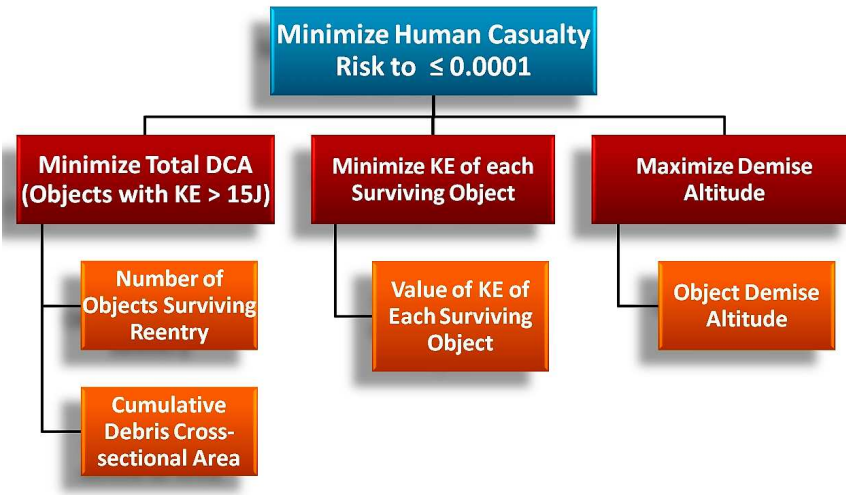 Minimize Human Casualty
Risk to ≤ 0.0001
Minimize Total DCA
(Objects with KE > 15J)
Minimize KE of each
Surviving Object
Maximize Demise
Altitude
Number of
Objects Surviving
Reentry
Value of KE of
Each Surviving
Object
Object Demise
Altitude
Cumulative
Debris Cross-
sectional Area